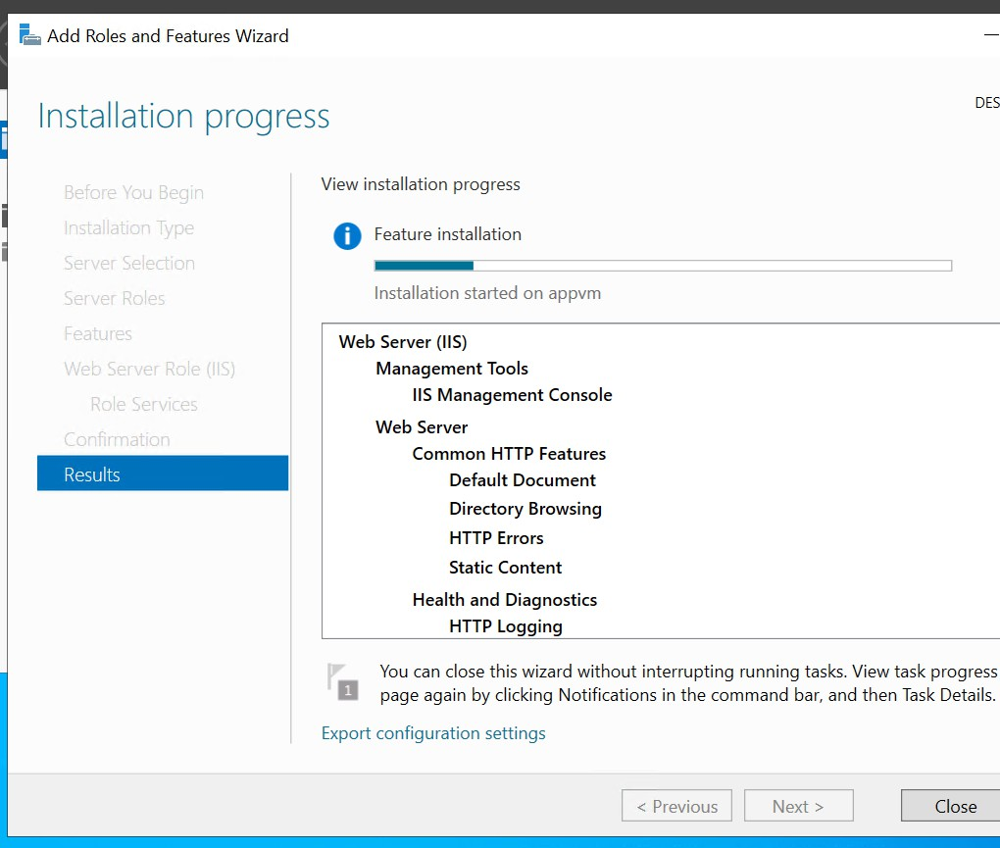 Add Roles and Features Wizard
Installation progress
DES
Before You Begin
Installation Type
Server Selection
Server Roles
Features
Web Server Role (IIS)
Role Services
Confirmation
Results
View installation progress
Feature installation
Installation started on appvm
Web Server (IIS)
Management Tools
IIS Management Console
Web Server
Common HTTP Features
Default Document
Directory Browsing
HTTP Errors
Static Content
Health and Diagnostics
HTTP Logging
1
You can close this wizard without interrupting running tasks. View task progress
page again by clicking Notifications in the command bar, and then Task Details.
Export configuration settings
< Previous
Next >
Close